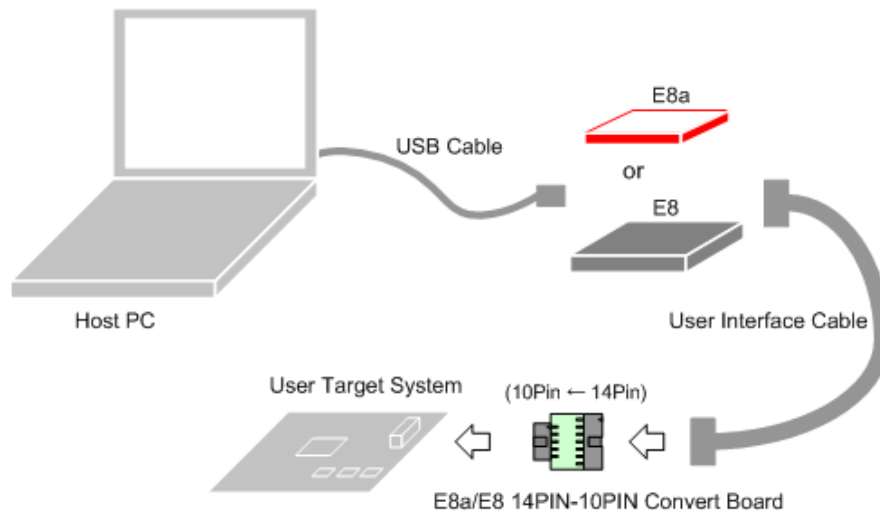 E8a
USB Cable
or
E8
Host PC
User Interface Cable
User Target System
(10Pin ← 14Pin)
E8a/E8 14PIN-10PIN Convert Board